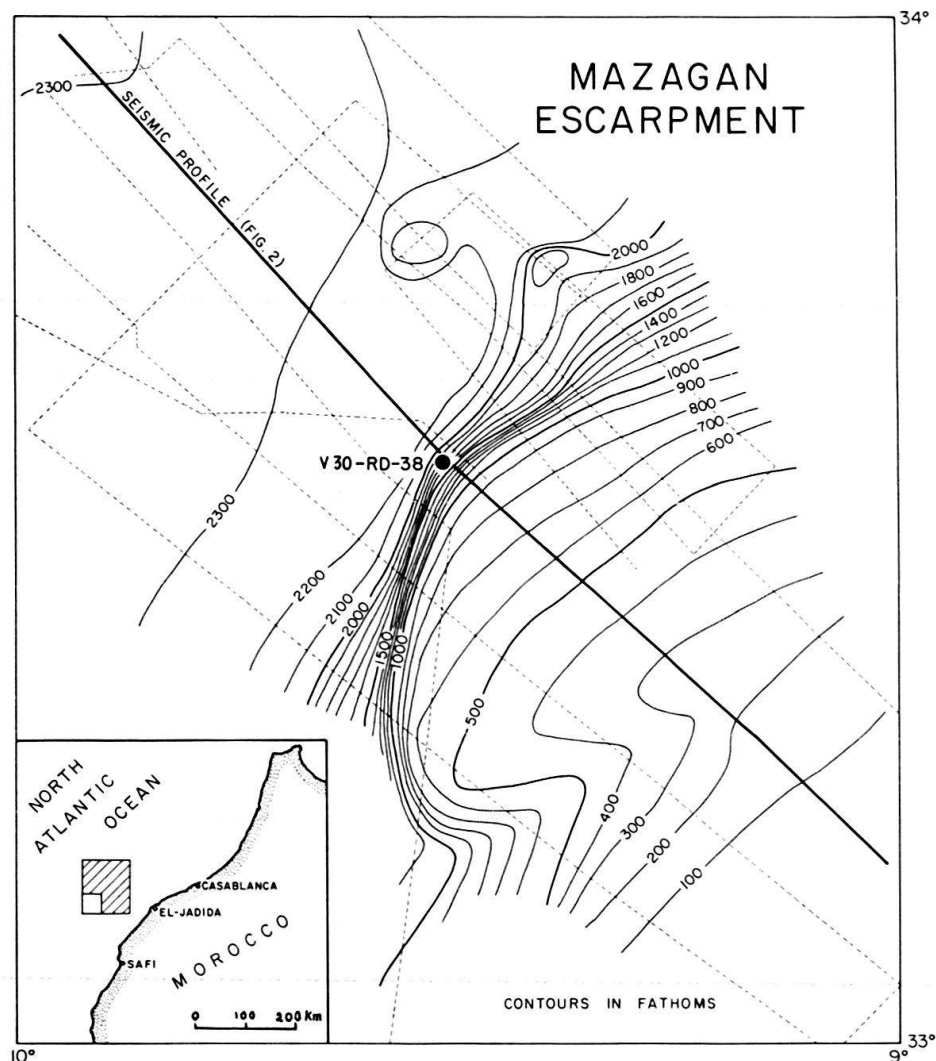 34°
MAZAGAN
ESCARPMENT
2300
SEISMIC PROFILE (FIG. 2)
2000
1800
1600
1400
1200
1000
900
800
700
600
V30-RD-38
2300
2200
2100
2000
1500
1000
500
400
300
200
100
NORTH
ATLANTIC
OCEAN
CASABLANCA
EL-JADIDA
SAFI
MOROCCO
0 100 200 Km
CONTOURS IN FATHOMS
33°
10°
9°